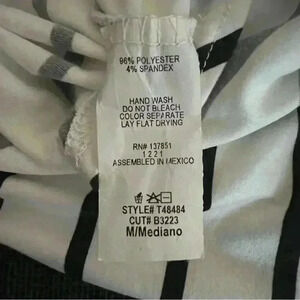 96% POLYESTER
4% SPANDEX
HAND WASH
DO NOT BLEACH
COLOR SEPARATE
LAY FLAT DRYING
RN# 137851
1 2 2 1
ASSEMBLED IN MEXICO
STYLE# T48484
CUT# B3223
M/Mediano